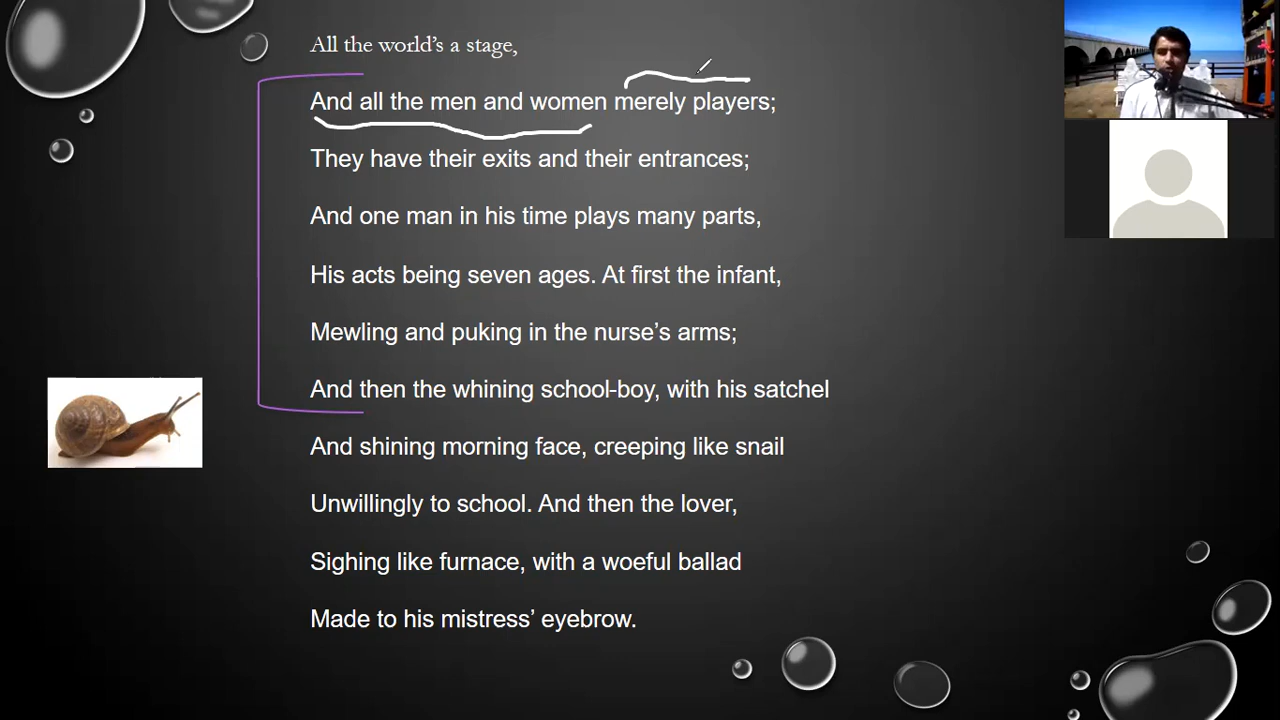 All the world’s a stage,
And all the men and women merely players;
They have their exits and their entrances;
And one man in his time plays many parts,
His acts being seven ages. At first the infant,
Mewling and puking in the nurse’s arms;
And then the whining school-boy, with his satchel
And shining morning face, creeping like snail
Unwillingly to school. And then the lover,
Sighing like furnace, with a woeful ballad
Made to his mistress’ eyebrow.